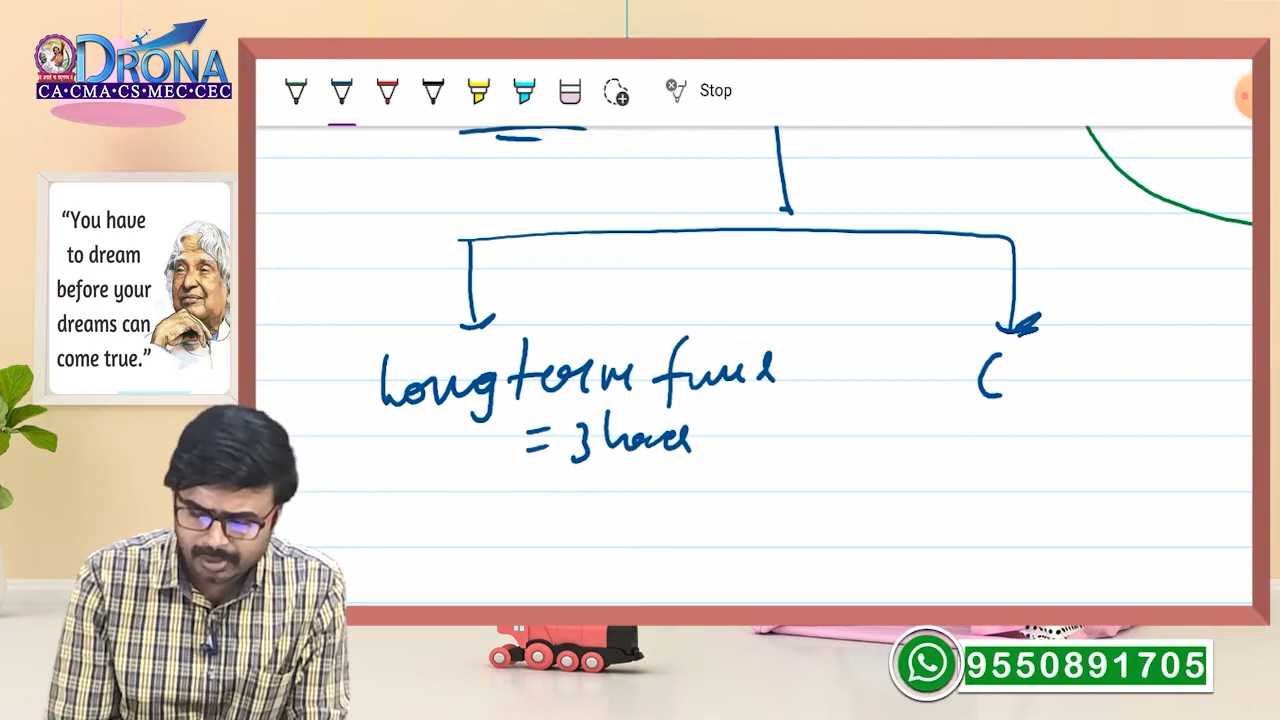 DRONA
CA•CMA•CS•MEC•CEC
Stop
“You have
to dream
before your
dreams can
come true.”
Long term fund
C
= 3
9550891705